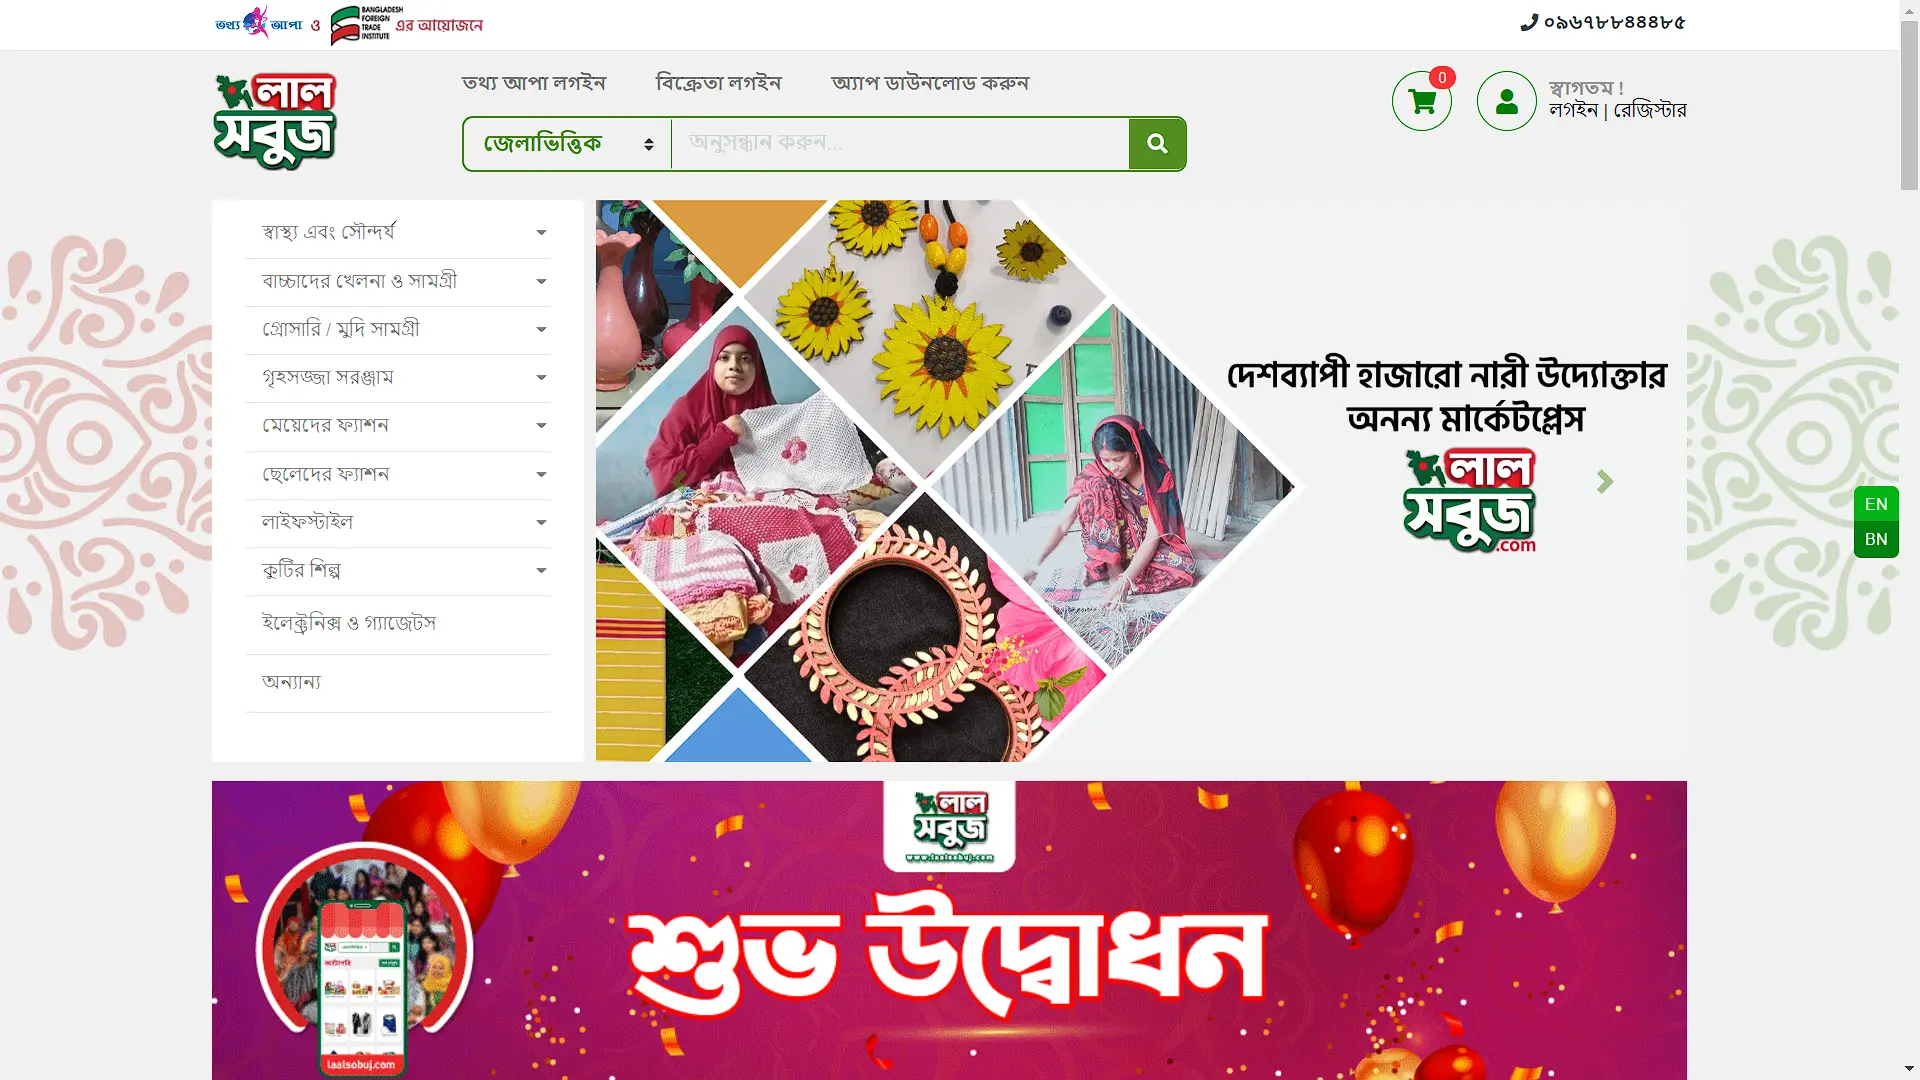 তথ্য আপা ও BANGLADESH FOREIGN TRADE INSTITUTE এর আয়োজনে
০৯৬৭৮৮৪৪৪৮৫
লাল সবুজ
তথ্য আপা লগইন
বিক্রেতা লগইন
অ্যাপ ডাউনলোড করুন
জেলাভিত্তিক
অনুসন্ধান করুন...
0
স্বাগতম !
লগইন | রেজিস্টার
স্বাস্থ্য এবং সৌন্দর্য
বাচ্চাদের খেলনা ও সামগ্রী
গ্রোসারি / মুদি সামগ্রী
গৃহসজ্জা সরঞ্জাম
মেয়েদের ফ্যাশন
ছেলেদের ফ্যাশন
লাইফস্টাইল
কুটির শিল্প
ইলেক্ট্রনিক্স ও গ্যাজেটস
অন্যান্য
দেশব্যাপী হাজারো নারী উদ্যোক্তার
অনন্য মার্কেটপ্লেস
লাল
সবুজ
.com
EN
BN
লাল
সবুজ
www.laalsobuj.com
শুভ উদ্বোধন
laalsobuj.com